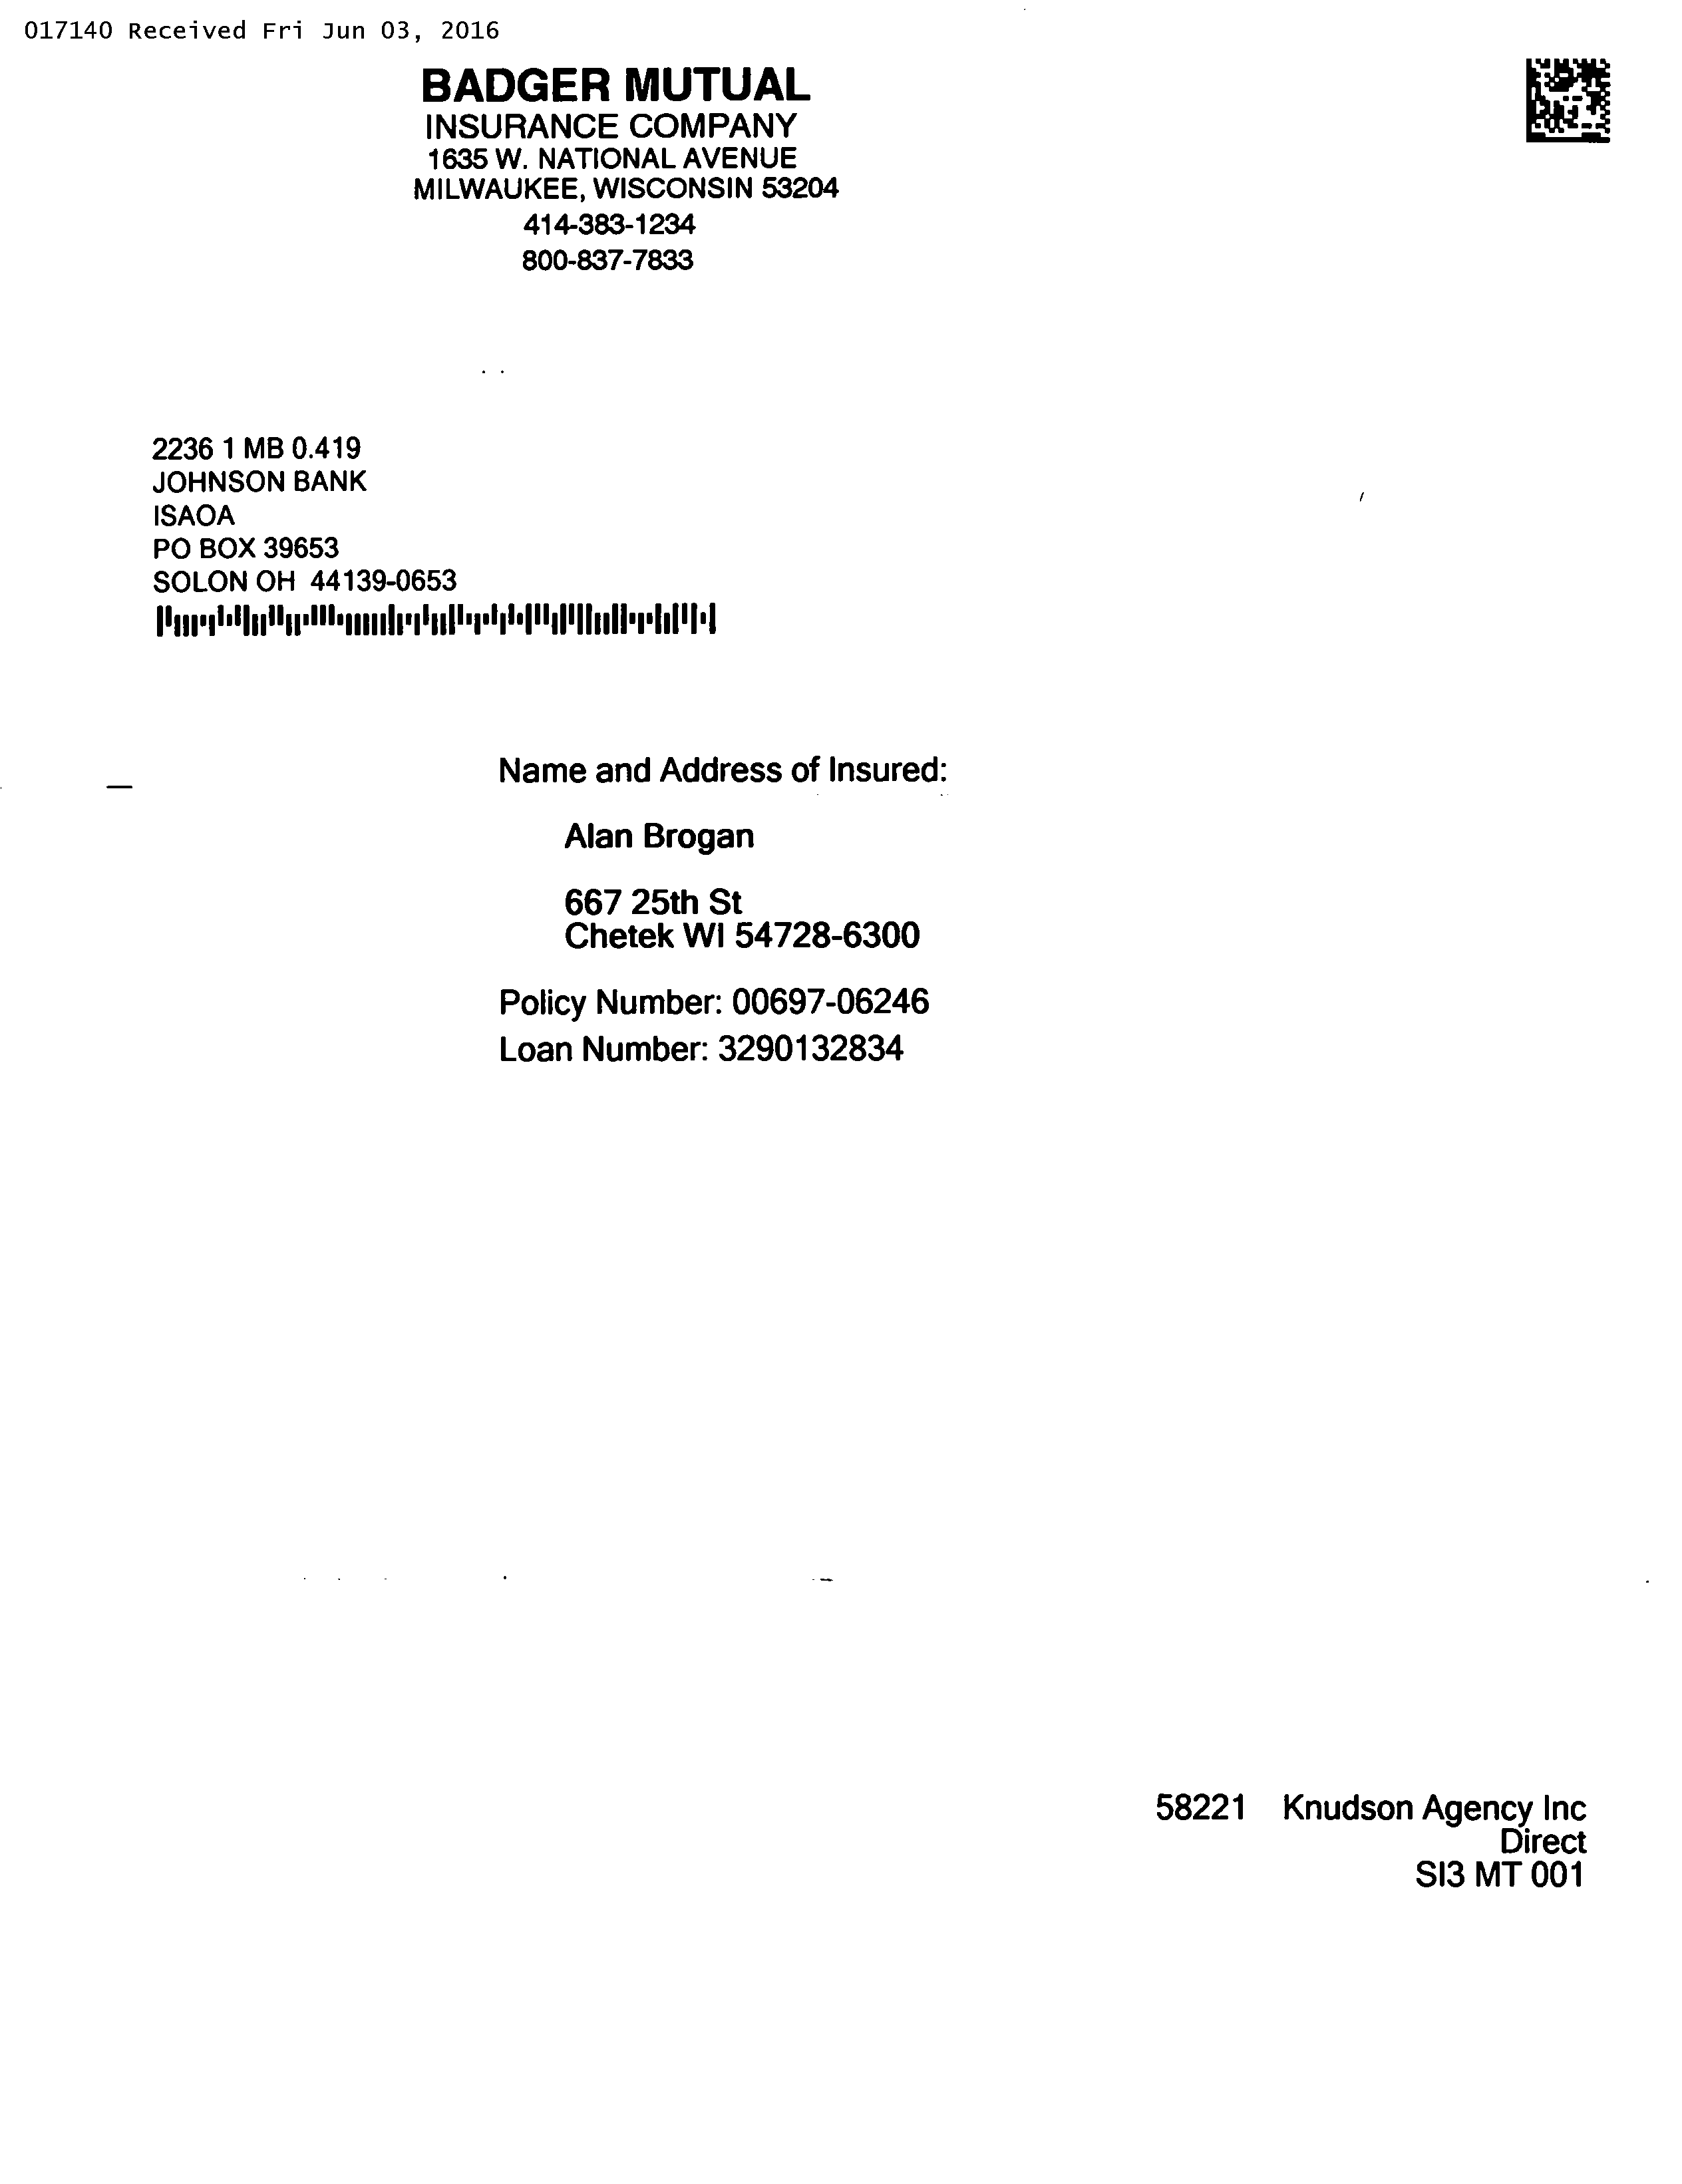 017140 Received Fri Jun 03, 2016
BADGER MUTUAL
INSURANCE COMPANY
1635 W. NATIONAL AVENUE
MILWAUKEE, WISCONSIN 53204
414-383-1234
800-837-7833
2236 1 MB 0.419
JOHNSON BANK
ISAOA
PO BOX 39653
SOLON OH 44139-0653
Name and Address of Insured:
Alan Brogan
667 25th St
Chetek WI 54728-6300
Policy Number: 00697-06246
Loan Number: 3290132834
58221 Knudson Agency Inc
Direct
SI3 MT 001